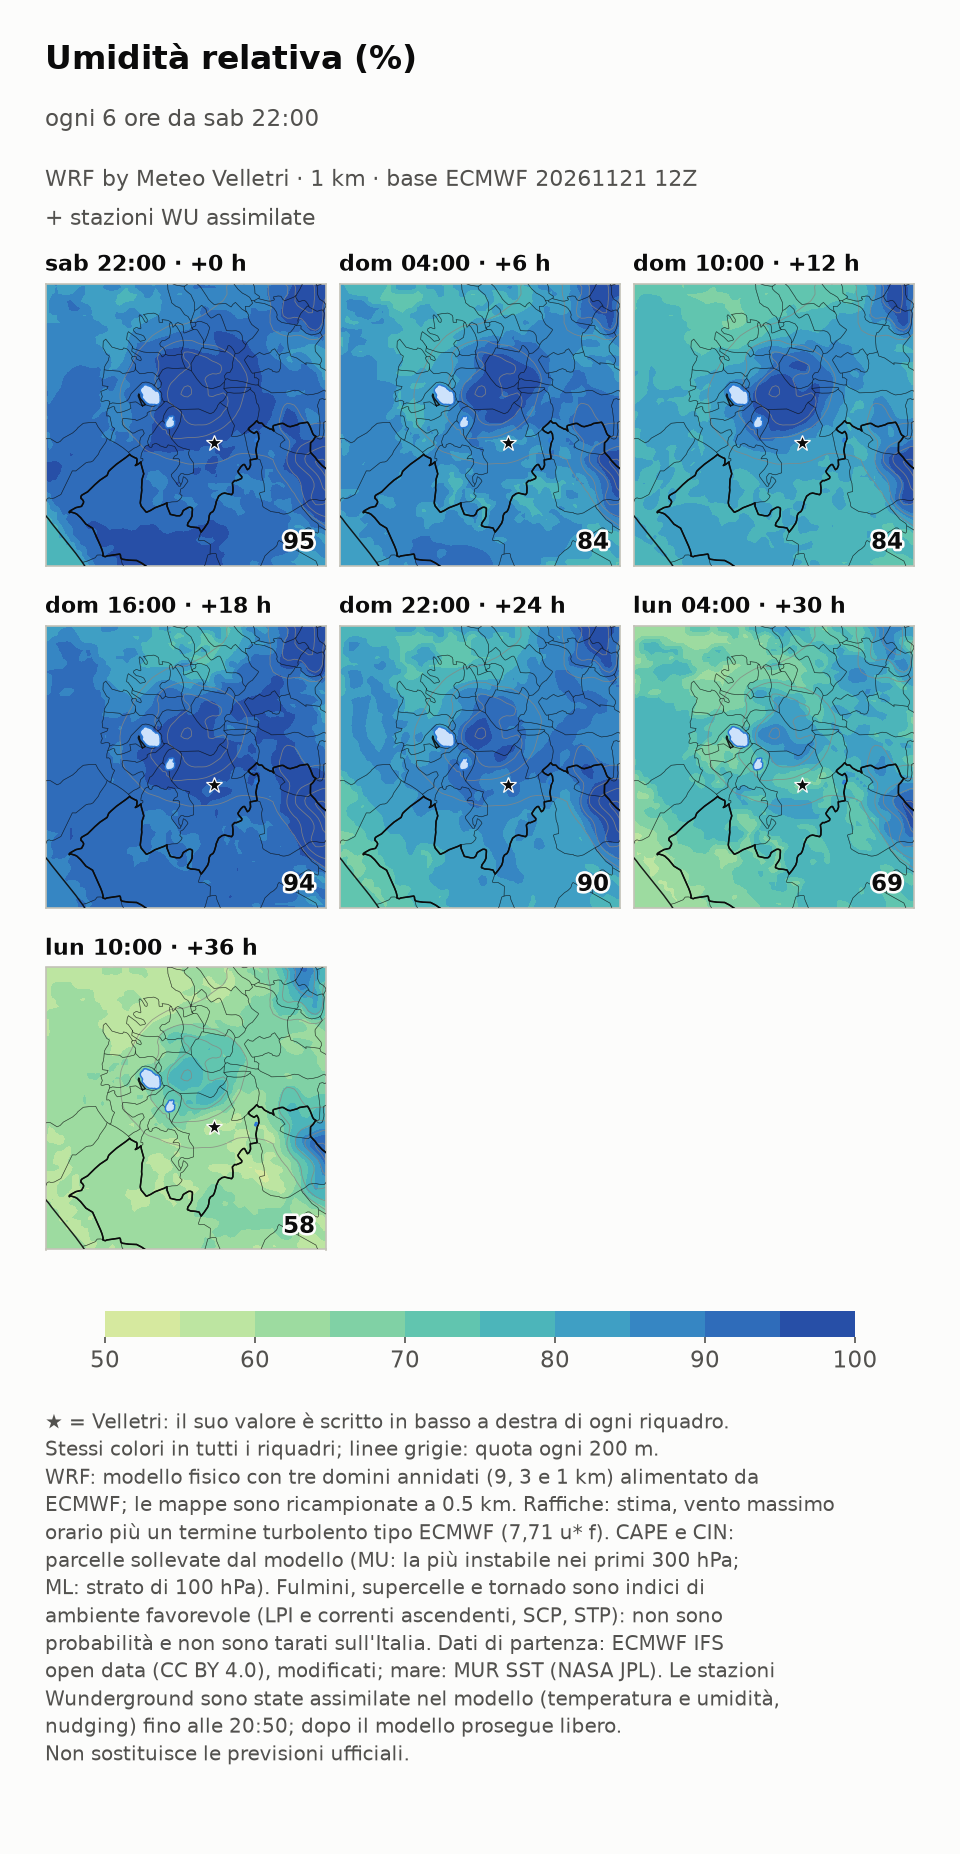 Umidità relativa (%)
ogni 6 ore da sab 22:00
WRF by Meteo Velletri · 1 km · base ECMWF 20261121 12Z
+ stazioni WU assimilate
sab 22:00 · +0 h
dom 04:00 · +6 h
dom 10:00 · +12 h
95
84
84
dom 16:00 · +18 h
dom 22:00 · +24 h
lun 04:00 · +30 h
94
90
69
lun 10:00 · +36 h
58
50 60 70 80 90 100
★ = Velletri: il suo valore è scritto in basso a destra di ogni riquadro.
Stessi colori in tutti i riquadri; linee grigie: quota ogni 200 m.
WRF: modello fisico con tre domini annidati (9, 3 e 1 km) alimentato da
ECMWF; le mappe sono ricampionate a 0.5 km. Raffiche: stima, vento massimo
orario più un termine turbolento tipo ECMWF (7,71 u* f). CAPE e CIN:
parcelle sollevate dal modello (MU: la più instabile nei primi 300 hPa;
ML: strato di 100 hPa). Fulmini, supercelle e tornado sono indici di
ambiente favorevole (LPI e correnti ascendenti, SCP, STP): non sono
probabilità e non sono tarati sull'Italia. Dati di partenza: ECMWF IFS
open data (CC BY 4.0), modificati; mare: MUR SST (NASA JPL). Le stazioni
Wunderground sono state assimilate nel modello (temperatura e umidità,
nudging) fino alle 20:50; dopo il modello prosegue libero.
Non sostituisce le previsioni ufficiali.